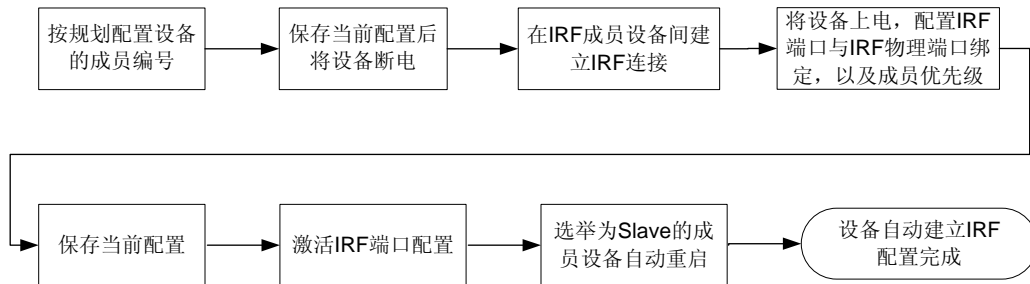 按规划配置设备
的成员编号
保存当前配置后
将设备断电
在IRF成员设备间建
立IRF连接
将设备上电，配置IRF
端口与IRF物理端口绑
定，以及成员优先级
保存当前配置
激活IRF端口配置
选举为Slave的成
员设备自动重启
设备自动建立IRF
配置完成